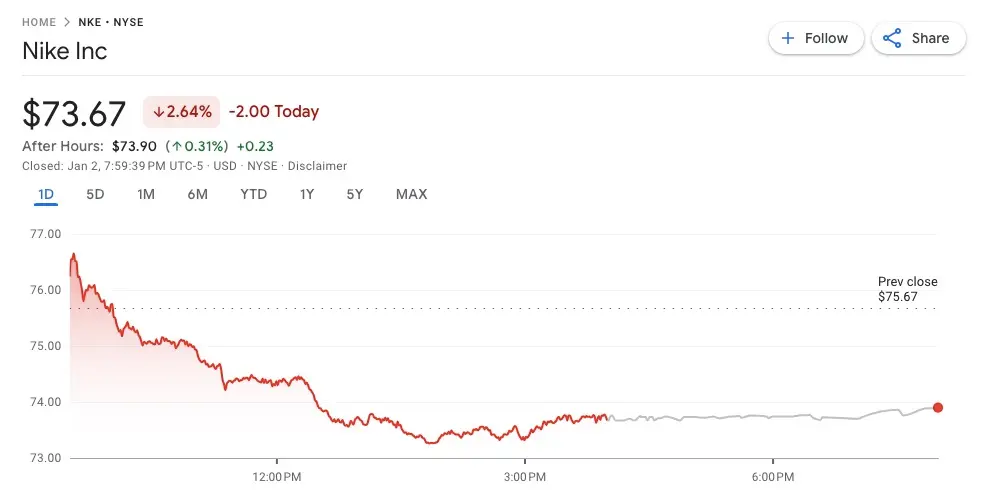 HOME > NKE • NYSE
Nike Inc
+ Follow
Share
$73.67 ↓2.64% -2.00 Today
After Hours: $73.90 (↑0.31%) +0.23
Closed: Jan 2, 7:59:39 PM UTC-5 · USD · NYSE · Disclaimer
1D 5D 1M 6M YTD 1Y 5Y MAX
77.00
76.00
75.00
74.00
73.00
Prev close
$75.67
12:00 PM 3:00 PM 6:00 PM